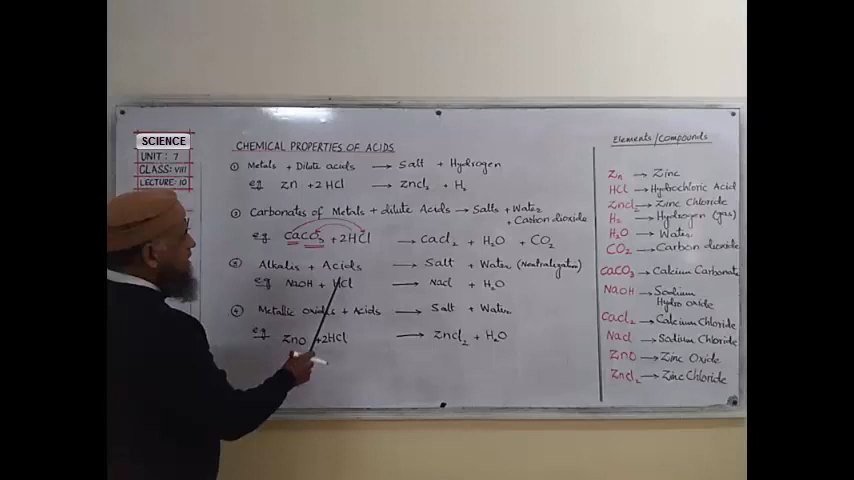 SCIENCE
UNIT: 7
CLASS: VIII
LECTURE: 10
CHEMICAL PROPERTIES OF ACIDS
① Metals + Dilute acids → Salt + Hydrogen
eg Zn + 2HCl → Zncl₂ + H₂
② Carbonates of Metals + dilute Acids → Salts + Water
+ Carbon dioxide
eg CaCO₃ + 2HCl → Cacl₂ + H₂O + CO₂
③ Alkalis + Acids → Salt + Water (Neutralization)
eg NaOH + HCl → Nacl + H₂O
④ Metallic oxides + Acids → Salt + Water
eg ZnO + 2HCl → Zncl₂ + H₂O
Elements/Compounds
Zn → Zinc
HCl → Hydrochloric Acid
Zncl₂ → Zinc Chloride
H₂ → Hydrogen (gas)
H₂O → Water
CO₂ → Carbon dioxide
CaCO₃ → Calcium Carbonate
NaOH → Sodium
Hydro oxide
Cacl₂ → Calcium Chloride
Nacl → Sodium Chloride
ZnO → Zinc Oxide
Zncl₂ → Zinc Chloride